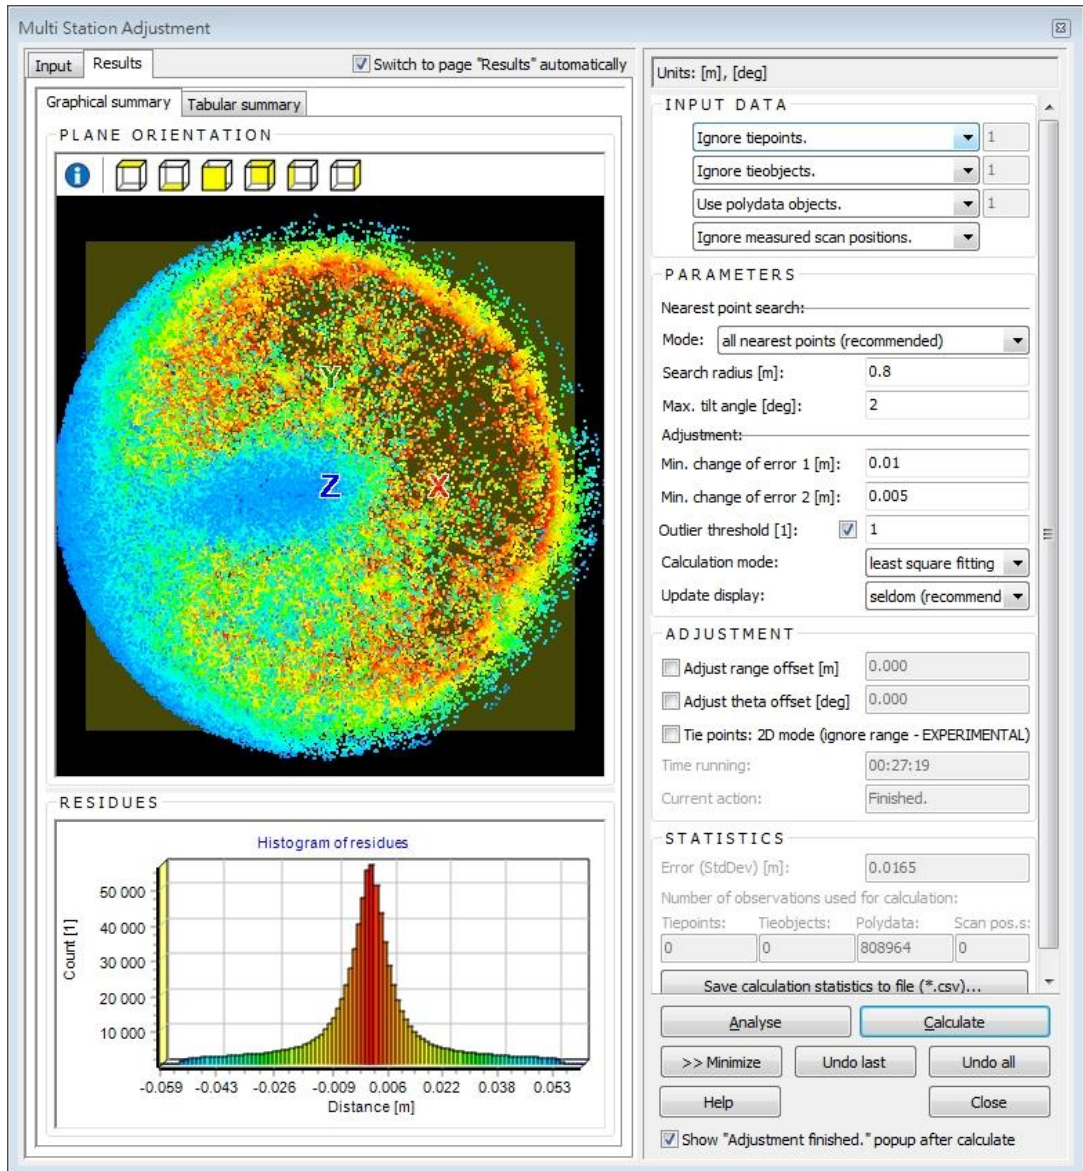 Multi Station Adjustment
Input Results Switch to page "Results" automatically
Graphical summary Tabular summary
PLANE ORIENTATION
Y
Z X
RESIDUES
Histogram of residues
Count [1]
50 000
40 000
30 000
20 000
10 000
-0.059 -0.043 -0.026 -0.009 0.006 0.022 0.038 0.053
Distance [m]
Units: [m], [deg]
INPUT DATA
Ignore tiepoints. 1
Ignore tieobjects. 1
Use polydata objects. 1
Ignore measured scan positions.
PARAMETERS
Nearest point search:
Mode: all nearest points (recommended)
Search radius [m]: 0.8
Max. tilt angle [deg]: 2
Adjustment:
Min. change of error 1 [m]: 0.01
Min. change of error 2 [m]: 0.005
Outlier threshold [1]: 1
Calculation mode: least square fitting
Update display: seldom (recommend
ADJUSTMENT
Adjust range offset [m] 0.000
Adjust theta offset [deg] 0.000
Tie points: 2D mode (ignore range - EXPERIMENTAL)
Time running: 00:27:19
Current action: Finished.
STATISTICS
Error (StdDev) [m]: 0.0165
Number of observations used for calculation:
Tiepoints: Tieobjects: Polydata: Scan pos.s:
0 0 808964 0
Save calculation statistics to file (*.csv)...
Analyse Calculate
>> Minimize Undo last Undo all
Help Close
Show "Adjustment finished." popup after calculate